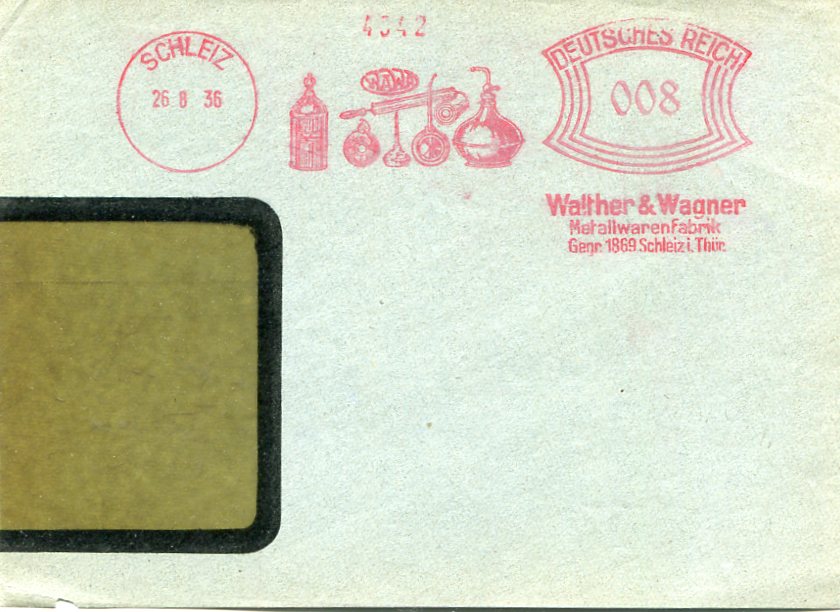 4342
SCHLEIZ
26 8 36
WAWA
DEUTSCHES REICH
008
Walther & Wagner
Metallwarenfabrik
Gegr. 1869 Schleiz i. Thür.